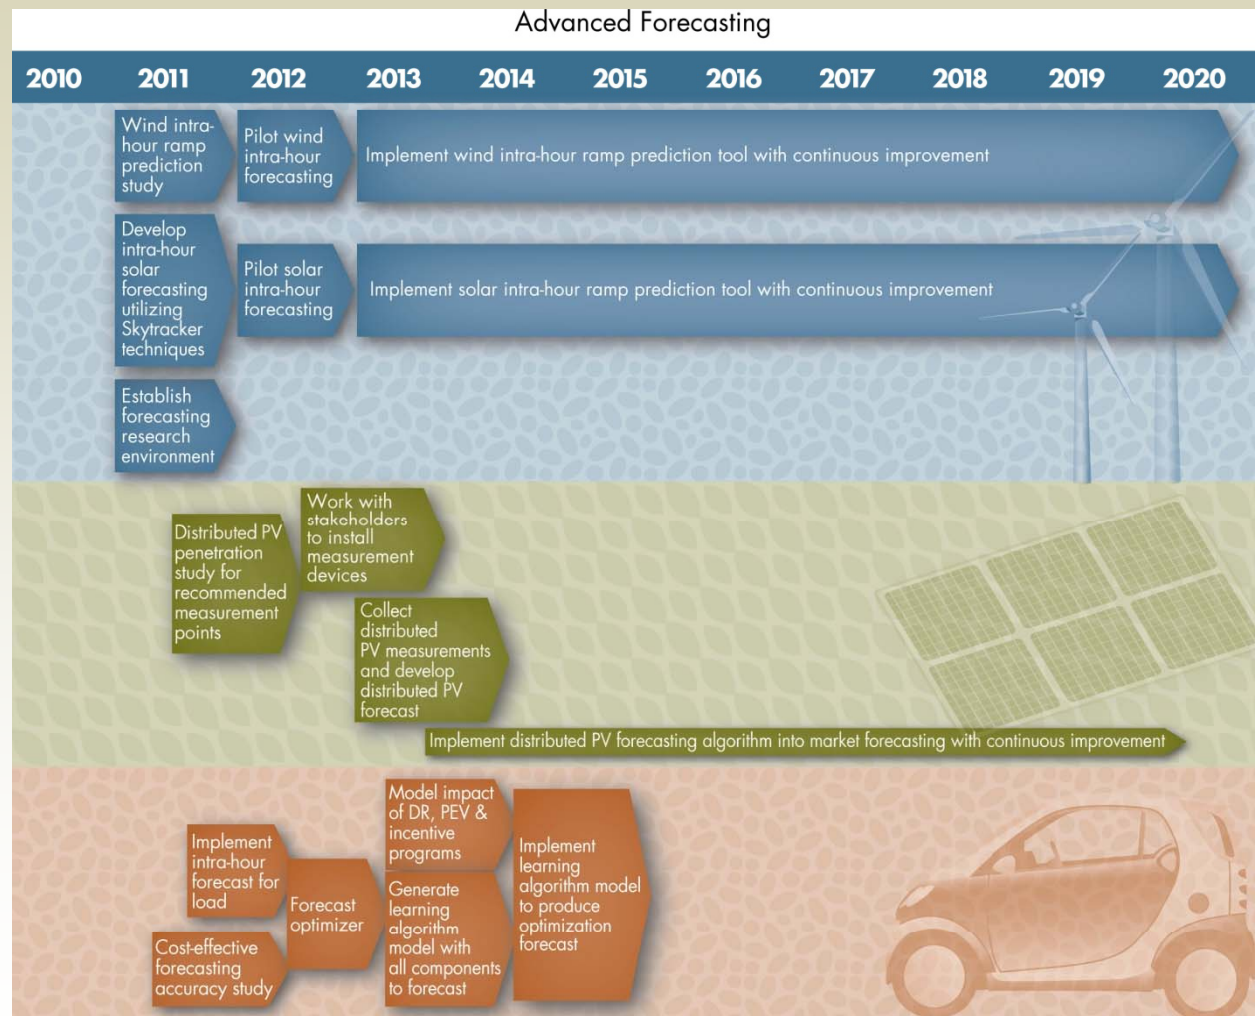 Advanced Forecasting
2010 2011 2012 2013 2014 2015 2016 2017 2018 2019 2020
Wind intra-
hour ramp
prediction
study
Pilot wind
intra-hour
forecasting
Implement wind intra-hour ramp prediction tool with continuous improvement
Develop
intra-hour
solar
forecasting
utilizing
Skytracker
techniques
Pilot solar
intra-hour
forecasting
Implement solar intra-hour ramp prediction tool with continuous improvement
Establish
forecasting
research
environment
Distributed PV
penetration
study for
recommended
measurement
points
Work with
stakeholders
to install
measurement
devices
Collect
distributed
PV measurements
and develop
distributed PV
forecast
Implement distributed PV forecasting algorithm into market forecasting with continuous improvement
Implement
intra-hour
forecast for
load
Cost-effective
forecasting
accuracy study
Forecast
optimizer
Model impact
of DR, PEV &
incentive
programs
Generate
learning
algorithm
model with
all components
to forecast
Implement
learning
algorithm model
to produce
optimization
forecast